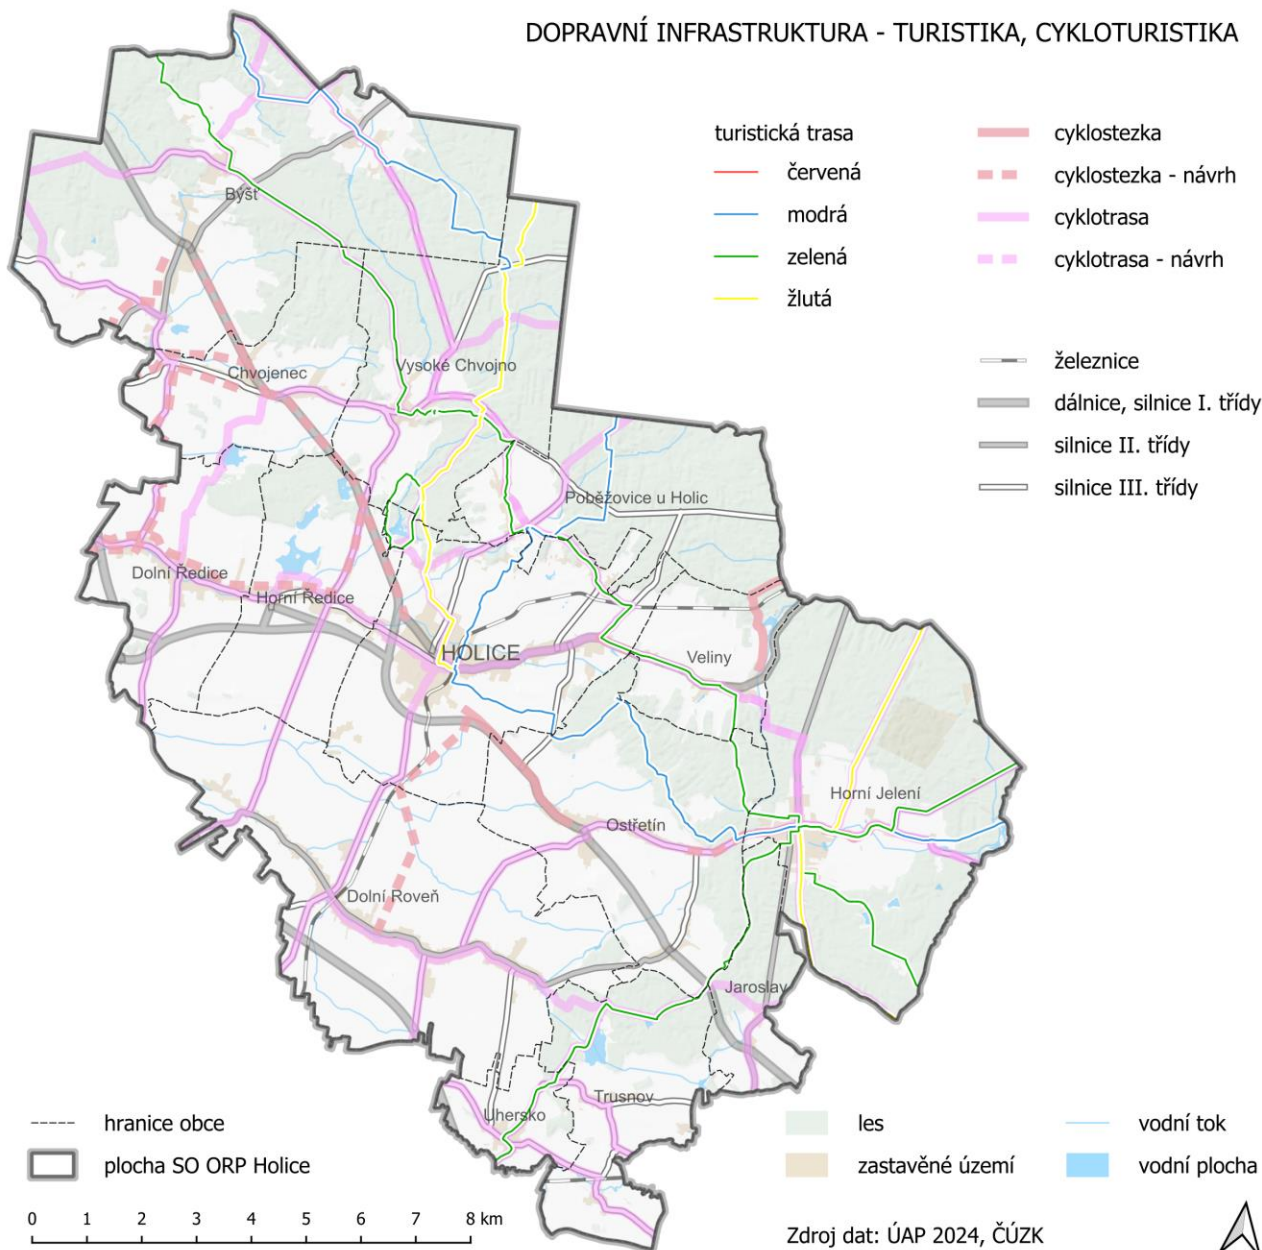 DOPRAVNÍ INFRASTRUKTURA - TURISTIKA, CYKLOTURISTIKA
turistická trasa
červená
modrá
zelená
žlutá
cyklostezka
cyklostezka - návrh
cyklotrasa
cyklotrasa - návrh
železnice
dálnice, silnice I. třídy
silnice II. třídy
silnice III. třídy
Býšť
Chvojenec
Vysoké Chvojno
Poběžovice u Holic
Dolní Ředice
Horní Ředice
HOLICE
Veliny
Horní Jelení
Ostřetín
Dolní Roveň
Jaroslav
Trusnov
Uhersko
hranice obce
plocha SO ORP Holice
0 1 2 3 4 5 6 7 8 km
les
zastavěné území
vodní tok
vodní plocha
Zdroj dat: ÚAP 2024, ČÚZK